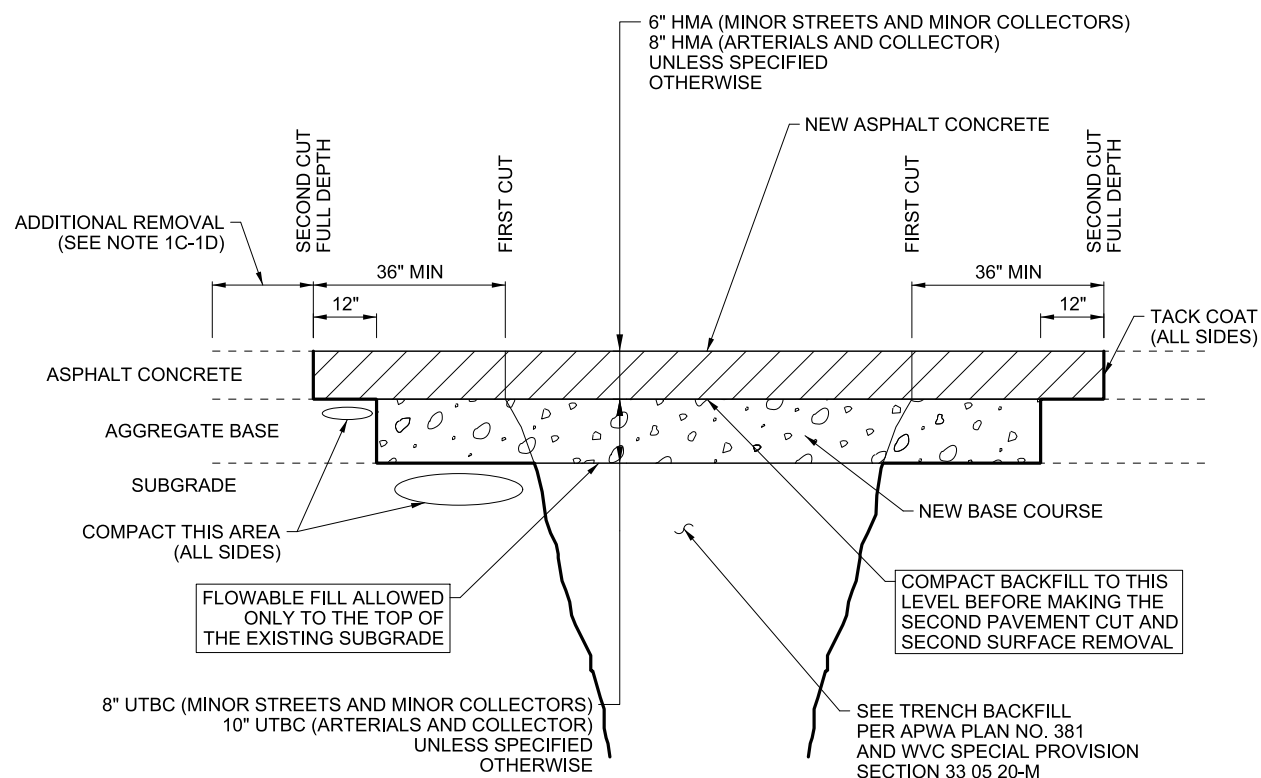 6" HMA (MINOR STREETS AND MINOR COLLECTORS)
8" HMA (ARTERIALS AND COLLECTOR)
UNLESS SPECIFIED
OTHERWISE
NEW ASPHALT CONCRETE
SECOND CUT
FULL DEPTH
FIRST CUT
FIRST CUT
SECOND CUT
FULL DEPTH
ADDITIONAL REMOVAL
(SEE NOTE 1C-1D)
36" MIN
36" MIN
12"
12"
TACK COAT
(ALL SIDES)
ASPHALT CONCRETE
AGGREGATE BASE
SUBGRADE
COMPACT THIS AREA
(ALL SIDES)
NEW BASE COURSE
FLOWABLE FILL ALLOWED
ONLY TO THE TOP OF
THE EXISTING SUBGRADE
COMPACT BACKFILL TO THIS
LEVEL BEFORE MAKING THE
SECOND PAVEMENT CUT AND
SECOND SURFACE REMOVAL
8" UTBC (MINOR STREETS AND MINOR COLLECTORS)
10" UTBC (ARTERIALS AND COLLECTOR)
UNLESS SPECIFIED
OTHERWISE
SEE TRENCH BACKFILL
PER APWA PLAN NO. 381
AND WVC SPECIAL PROVISION
SECTION 33 05 20-M